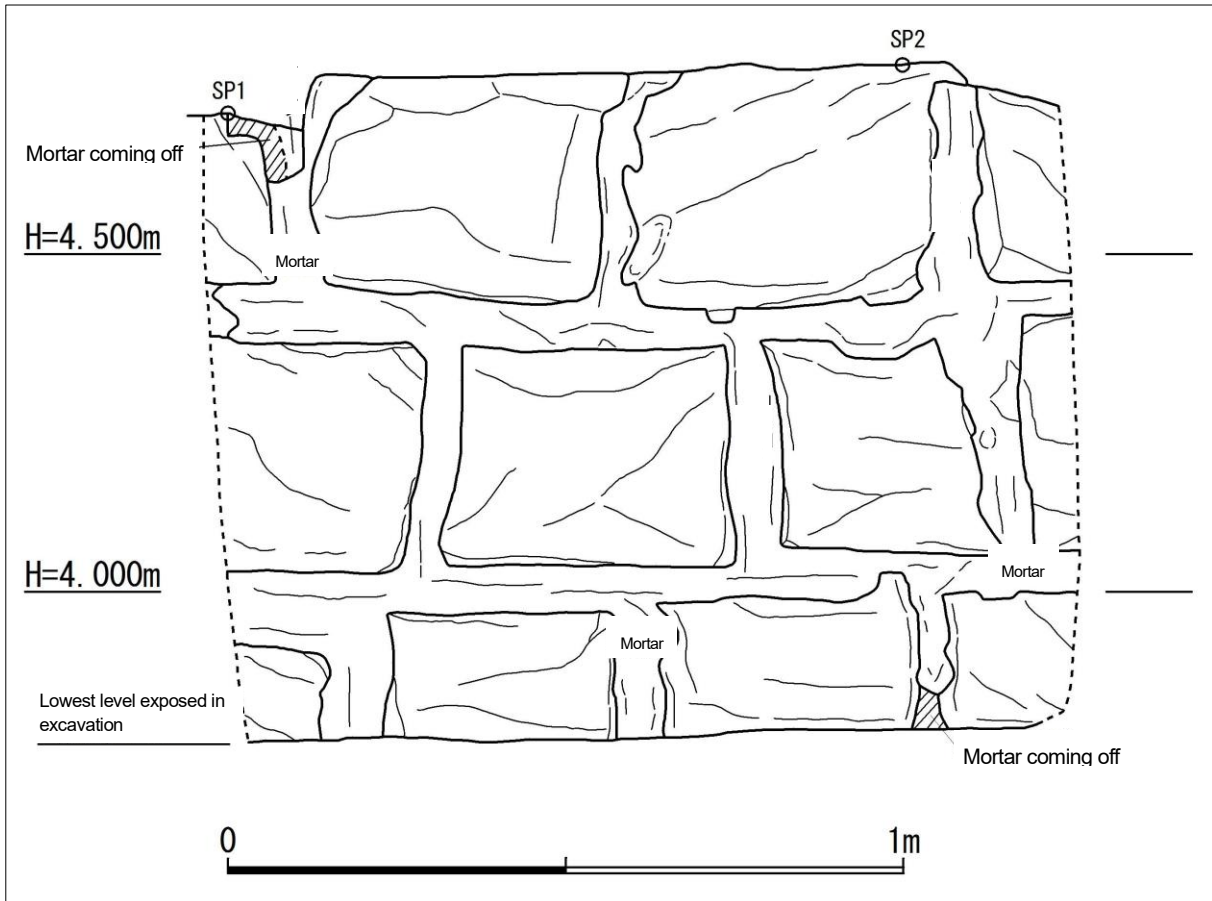 SP2
SP1
Mortar coming off
H=4.500m
Mortar
H=4.000m
Mortar
Mortar
Lowest level exposed in
excavation
Mortar coming off
0
1m